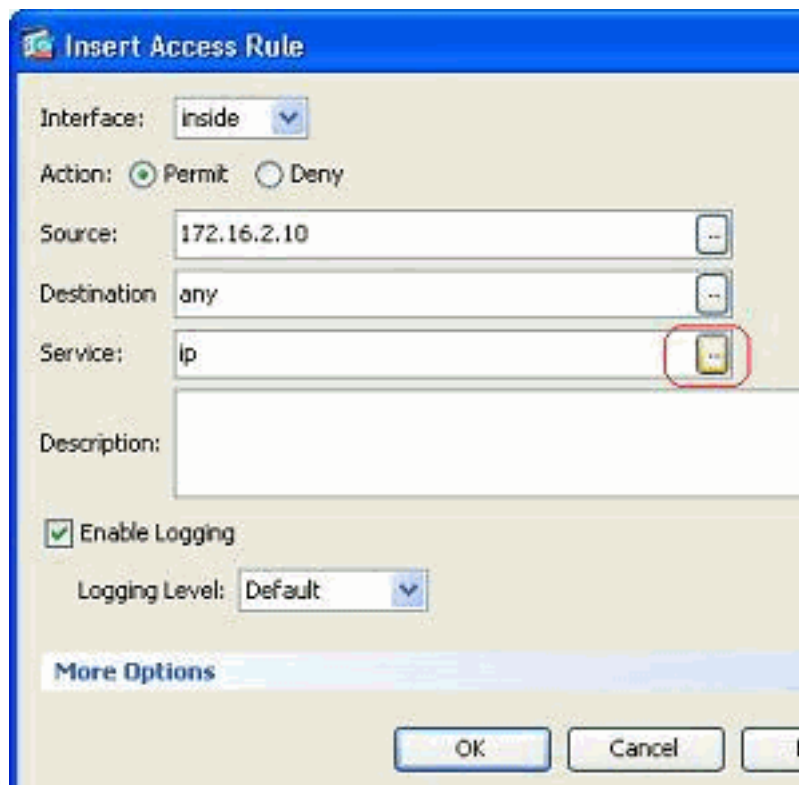 Insert Access Rule
Interface: inside
Action: Permit Deny
Source: 172.16.2.10 ...
Destination any ...
Service: ip ...
Description:
Enable Logging
Logging Level: Default
More Options
OK Cancel